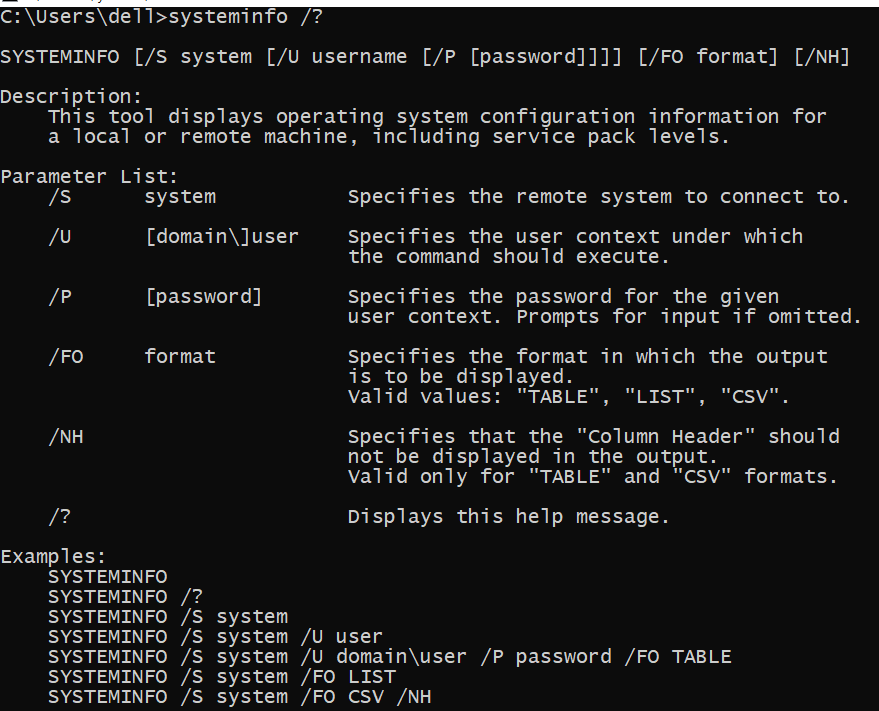 C:\Users\dell>systeminfo /?
SYSTEMINFO [/S system [/U username [/P [password]]]] [/FO format] [/NH]
Description:
    This tool displays operating system configuration information for
    a local or remote machine, including service pack levels.
Parameter List:
    /S      system           Specifies the remote system to connect to.
    /U      [domain\]user    Specifies the user context under which
                             the command should execute.
    /P      [password]       Specifies the password for the given
                             user context. Prompts for input if omitted.
    /FO     format           Specifies the format in which the output
                             is to be displayed.
                             Valid values: "TABLE", "LIST", "CSV".
    /NH                      Specifies that the "Column Header" should
                             not be displayed in the output.
                             Valid only for "TABLE" and "CSV" formats.
    /?                       Displays this help message.
Examples:
    SYSTEMINFO
    SYSTEMINFO /?
    SYSTEMINFO /S system
    SYSTEMINFO /S system /U user
    SYSTEMINFO /S system /U domain\user /P password /FO TABLE
    SYSTEMINFO /S system /FO LIST
    SYSTEMINFO /S system /FO CSV /NH